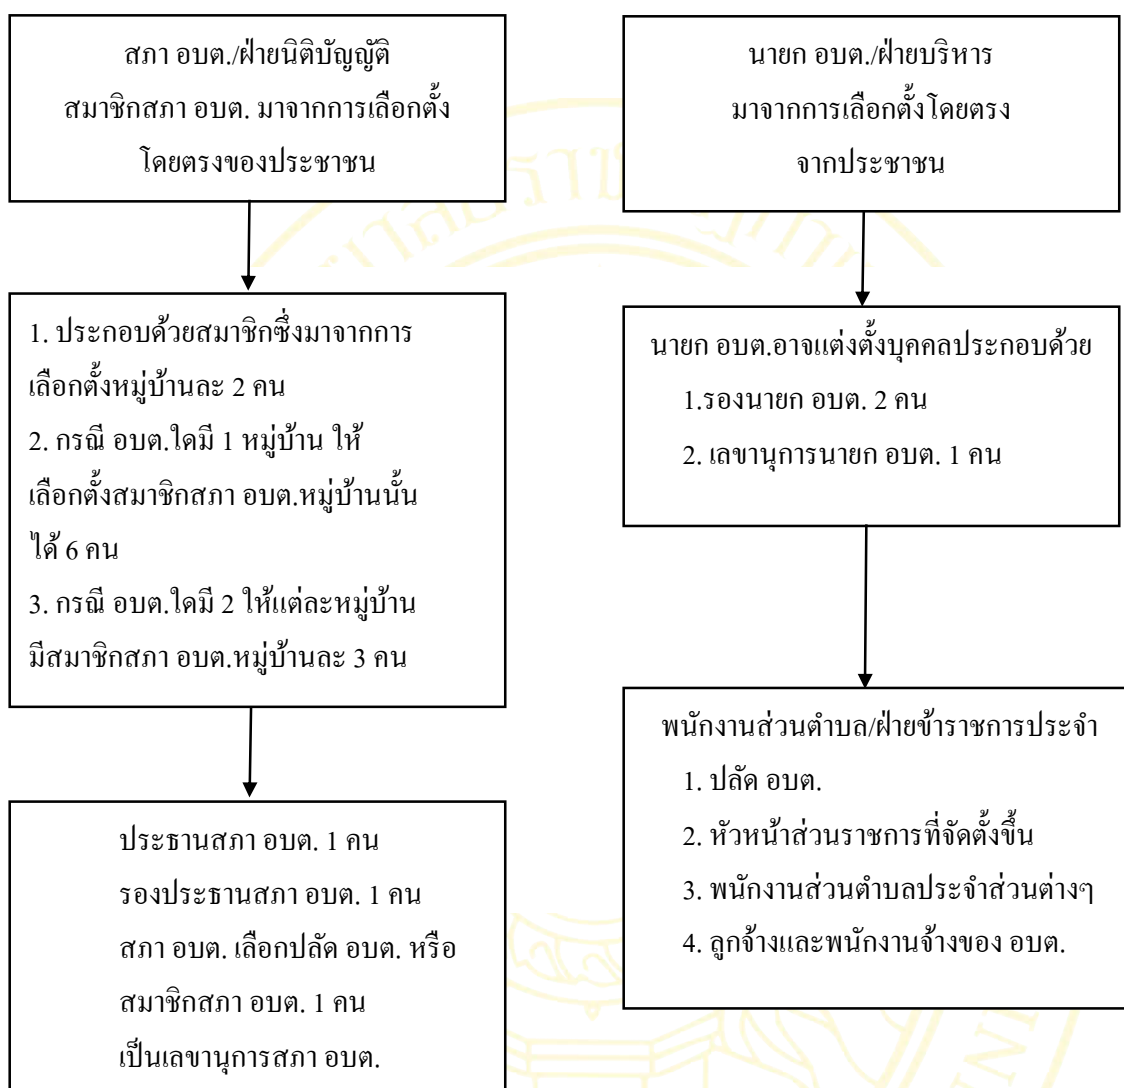 สภา อบต./ฝ่ายนิติบัญญัติ
สมาชิกสภา อบต. มาจากการเลือกตั้ง
โดยตรงของประชาชน
1. ประกอบด้วยสมาชิกซึ่งมาจากการ
เลือกตั้งหมู่บ้านละ 2 คน
2. กรณี อบต.ใดมี 1 หมู่บ้าน ให้
เลือกตั้งสมาชิกสภา อบต.หมู่บ้านนั้น
ได้ 6 คน
3. กรณี อบต.ใดมี 2 ให้แต่ละหมู่บ้าน
มีสมาชิกสภา อบต.หมู่บ้านละ 3 คน
ประธานสภา อบต. 1 คน
รองประธานสภา อบต. 1 คน
สภา อบต. เลือกปลัด อบต. หรือ
สมาชิกสภา อบต. 1 คน
เป็นเลขานุการสภา อบต.
นายก อบต./ฝ่ายบริหาร
มาจากการเลือกตั้งโดยตรง
จากประชาชน
นายก อบต.อาจแต่งตั้งบุคคลประกอบด้วย
1.รองนายก อบต. 2 คน
2. เลขานุการนายก อบต. 1 คน
พนักงานส่วนตำบล/ฝ่ายข้าราชการประจำ
1. ปลัด อบต.
2. หัวหน้าส่วนราชการที่จัดตั้งขึ้น
3. พนักงานส่วนตำบลประจำส่วนต่างๆ
4. ลูกจ้างและพนักงานจ้างของ อบต.